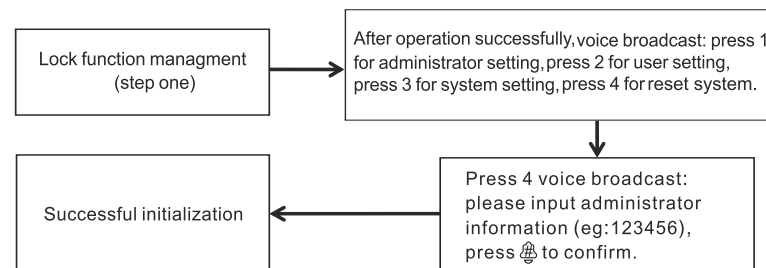 Lock function managment
(step one)
After operation successfully, voice broadcast: press 1
for administrator setting, press 2 for user setting,
press 3 for system setting, press 4 for reset system.
Press 4 voice broadcast:
please input administrator
information (eg:123456),
press to confirm.
Successful initialization